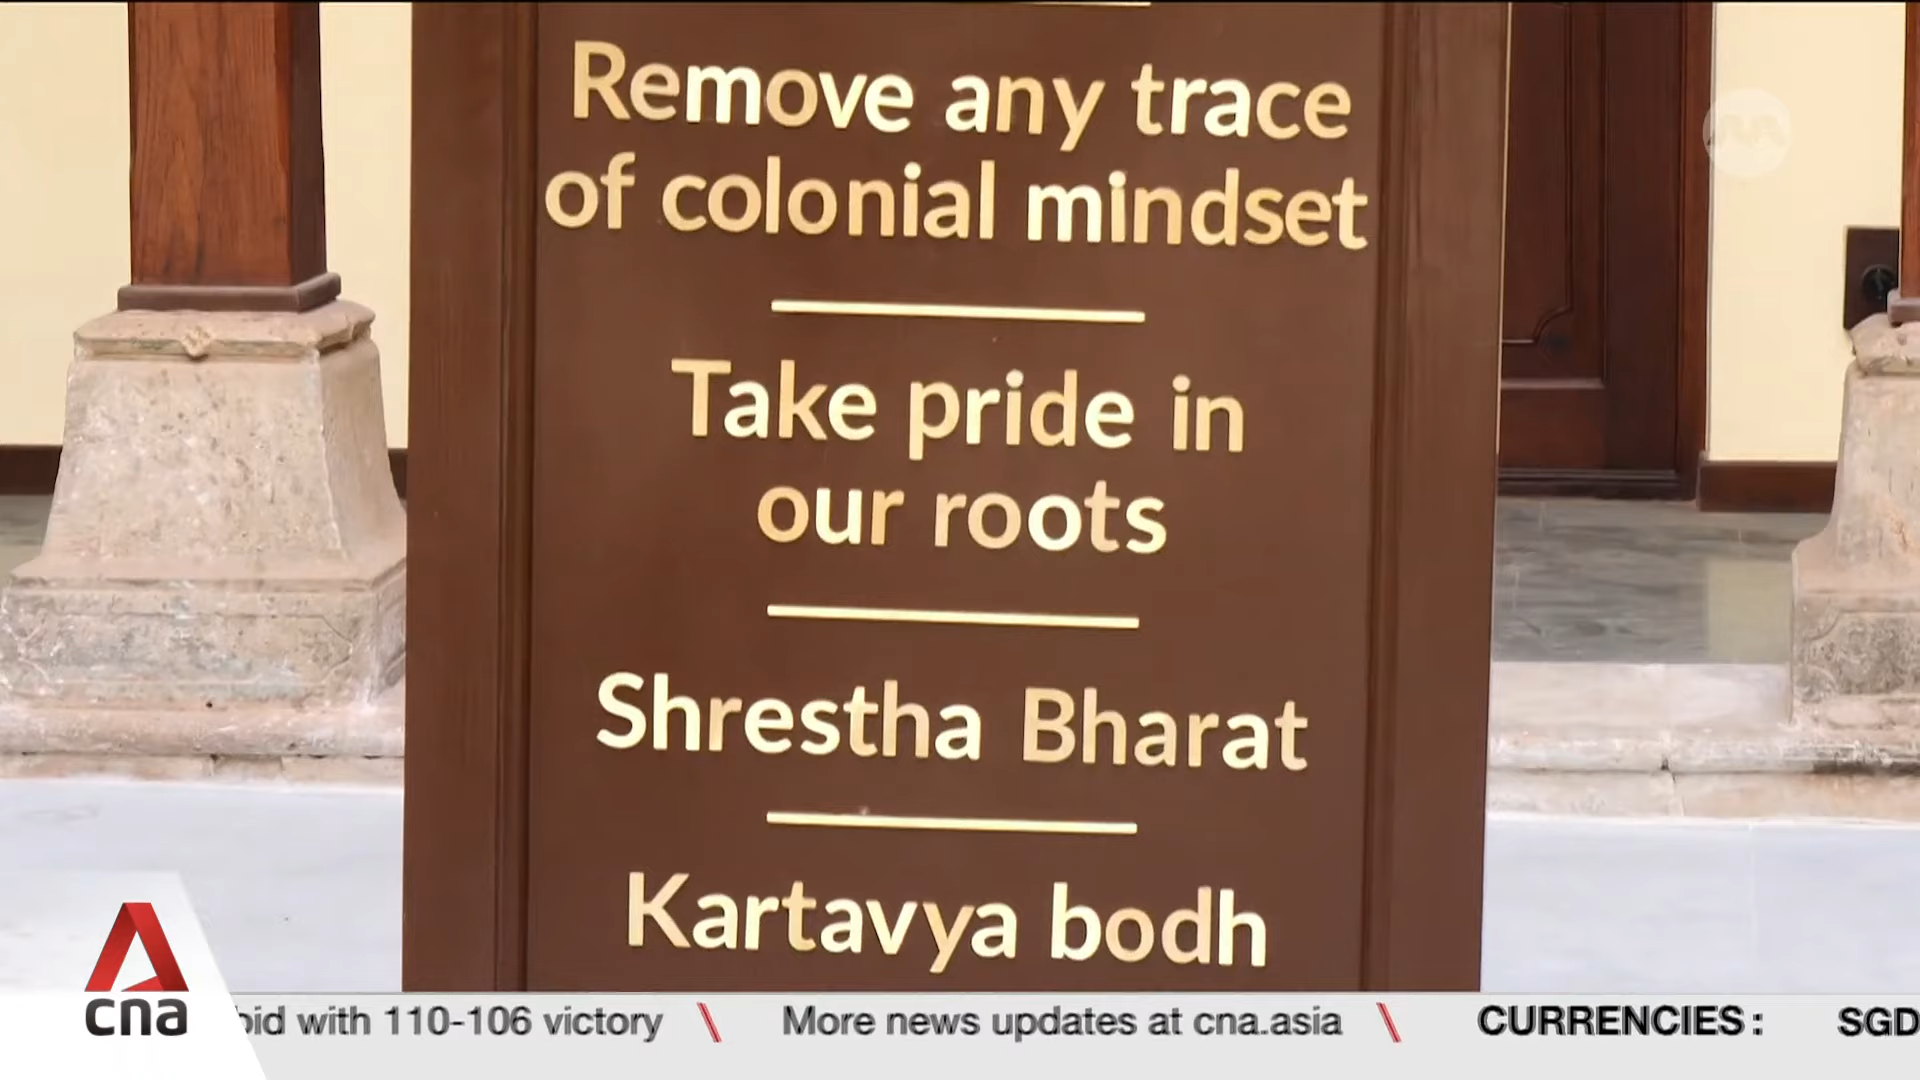 Remove any trace
of colonial mindset
Take pride in
our roots
Shrestha Bharat
Kartavya bodh
cna
bid with 110-106 victory \ More news updates at cna.asia \ CURRENCIES: SGD